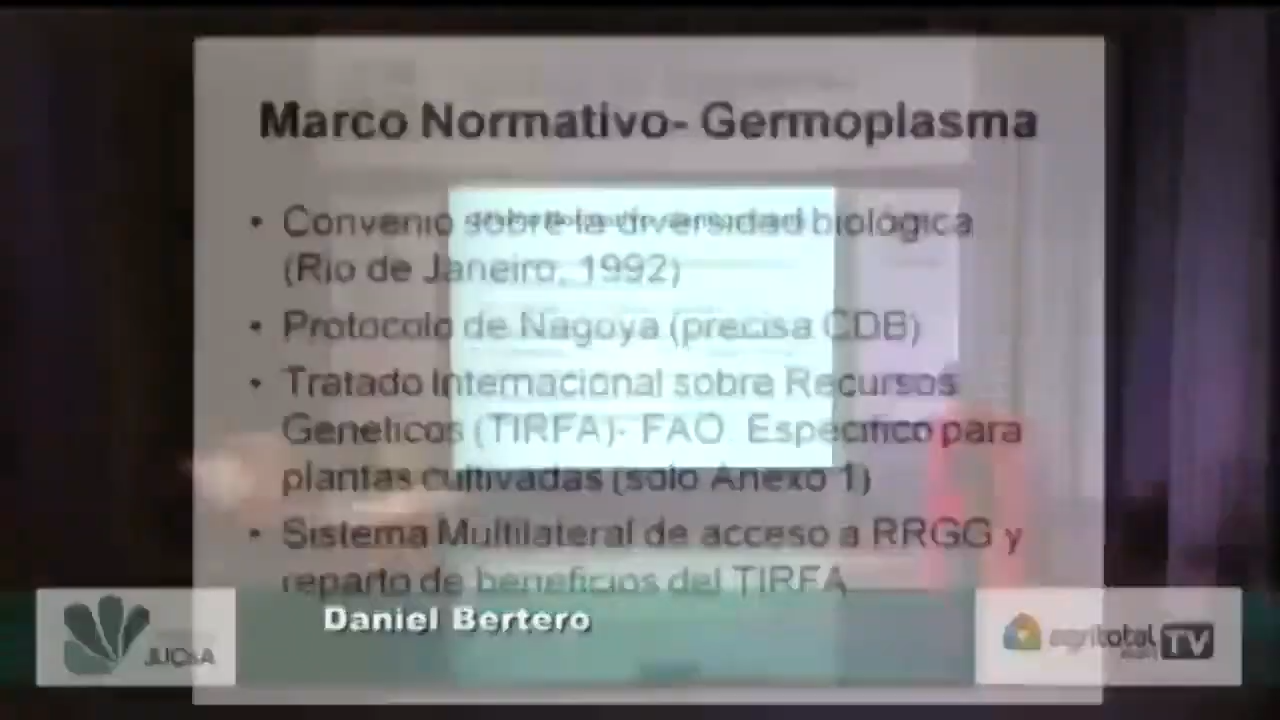 Marco Normativo- Germoplasma
• Convenio sobre la diversidad biológica
(Rio de Janeiro, 1992)
• Protocolo de Nagoya (precisa CDB)
• Tratado Internacional sobre Recursos
Geneticos (TIRFA)- FAO Especifico para
plantas cultivadas (solo Anexo 1)
• Sistema Multilateral de acceso a RRGG y
reparto de beneficios del TIRFA
Daniel Bertero
agritotal
TV